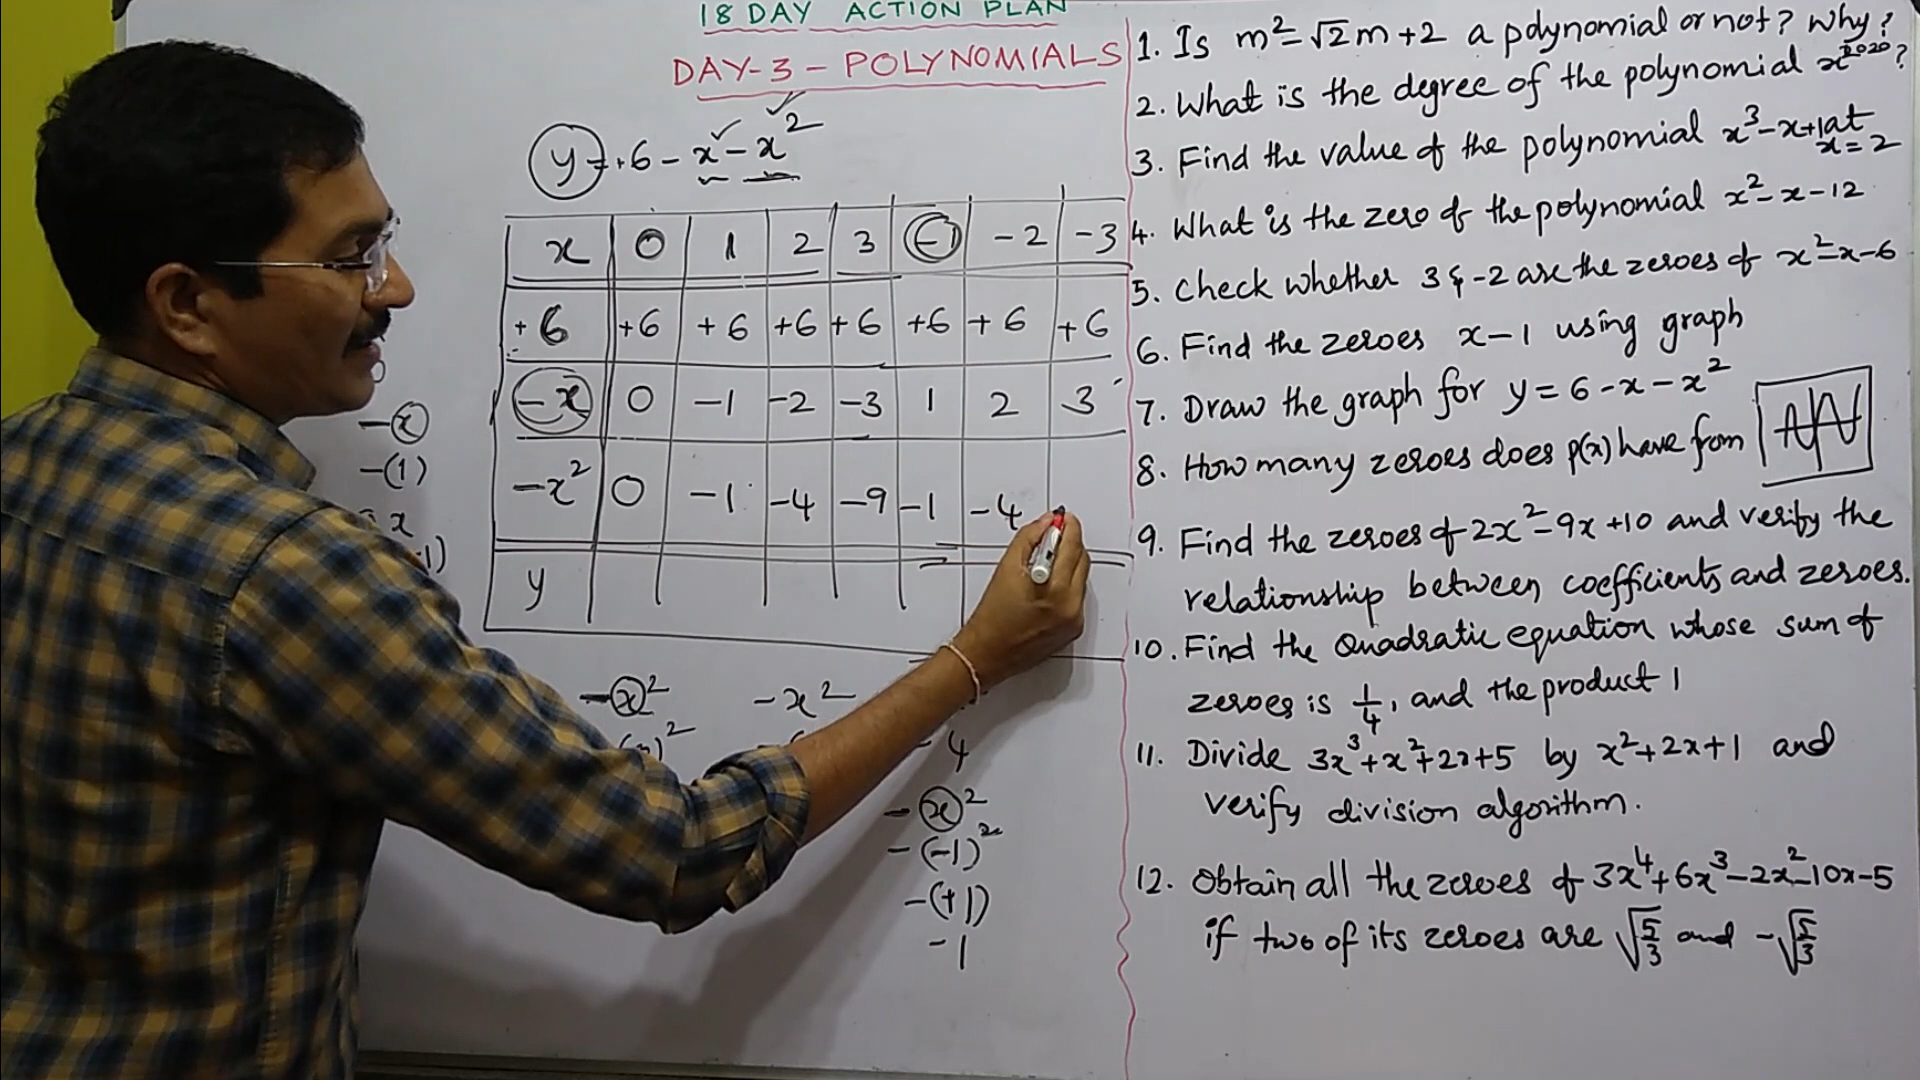 18 DAY ACTION PLAN
DAY-3 - POLYNOMIALS
y = +6 - x - x²
x 0 1 2 3 -1 -2 -3
+6 +6 +6 +6 +6 +6 +6 +6
-x 0 -1 -2 -3 1 2 3
-x² 0 -1 -4 -9 -1 -4
y
-x
-(1)
-x² -x²
-4
-(x)²
-(-1)²
-(+1)
-1
1. Is m²-√2m+2 a polynomial or not? Why?
2. What is the degree of the polynomial x²⁰²⁰?
3. Find the value of the polynomial x³-x+1 at x=2
4. What is the zero of the polynomial x²-x-12
5. Check whether 3 & -2 are the zeroes of x²-x-6
6. Find the zeroes x-1 using graph
7. Draw the graph for y = 6-x-x²
8. How many zeroes does p(x) have from
9. Find the zeroes of 2x²-9x+10 and verify the
relationship between coefficients and zeroes.
10. Find the Quadratic equation whose sum of
zeroes is 1/4, and the product 1
11. Divide 3x³+x²+2x+5 by x²+2x+1 and
verify division algorithm.
12. Obtain all the zeroes of 3x⁴+6x³-2x²-10x-5
if two of its zeroes are √5/3 and -√5/3